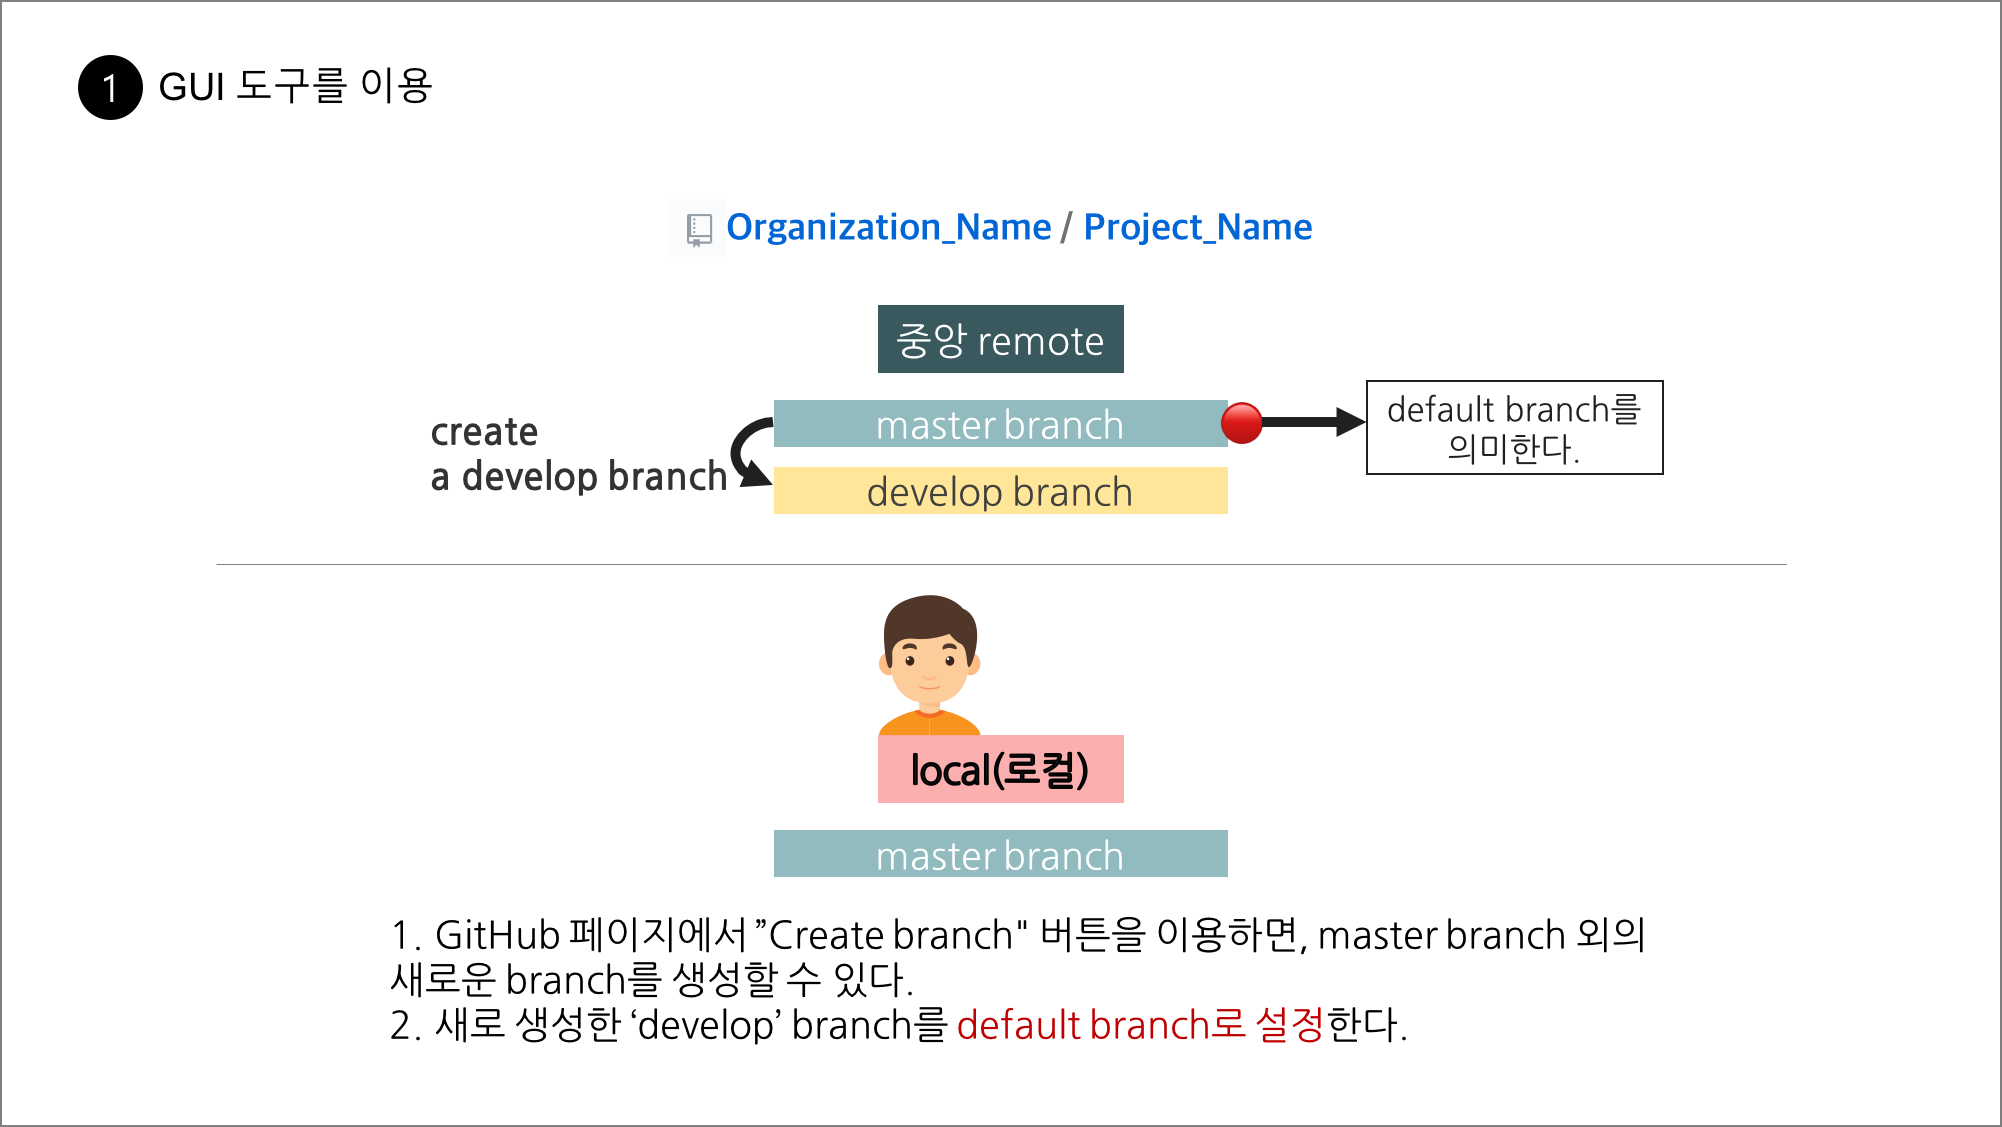 1 GUI 도구를 이용
Organization_Name / Project_Name
중앙 remote
create
a develop branch
master branch
develop branch
default branch를
의미한다.
local(로컬)
master branch
1. GitHub 페이지에서 ”Create branch" 버튼을 이용하면, master branch 외의
새로운 branch를 생성할 수 있다.
2. 새로 생성한 ‘develop’ branch를 default branch로 설정한다.